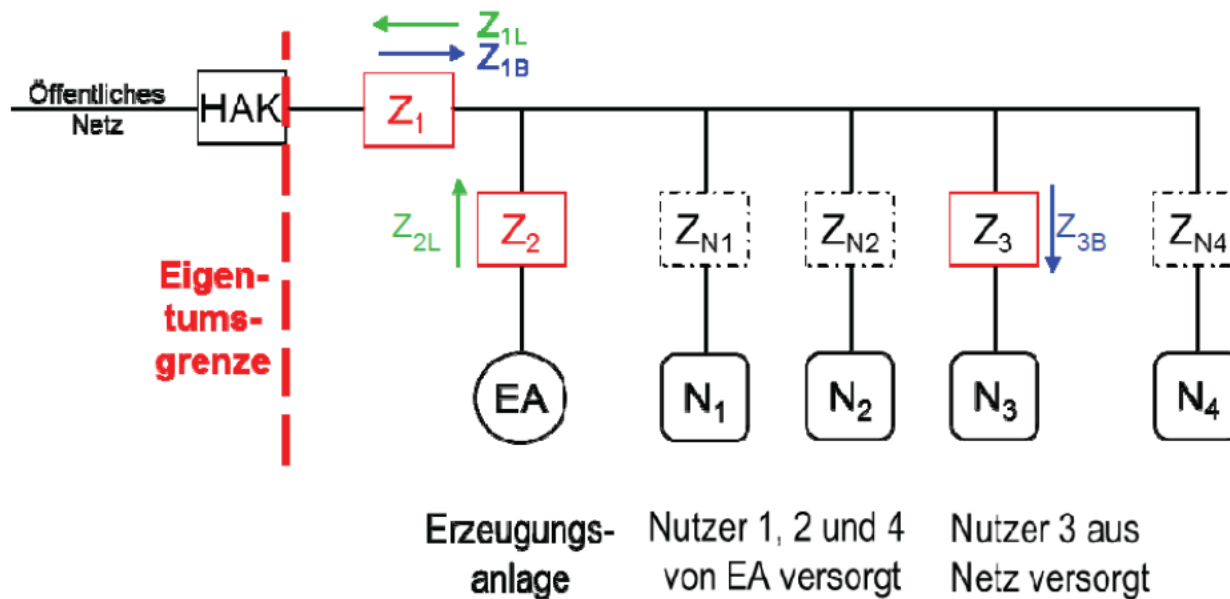 Z1L
Z1B
Öffentliches
Netz
HAK
Z1
Z2L
Z2
ZN1
ZN2
Z3
Z3B
ZN4
Eigen-
tums-
grenze
EA
N1
N2
N3
N4
Erzeugungs-
anlage
Nutzer 1, 2 und 4
von EA versorgt
Nutzer 3 aus
Netz versorgt